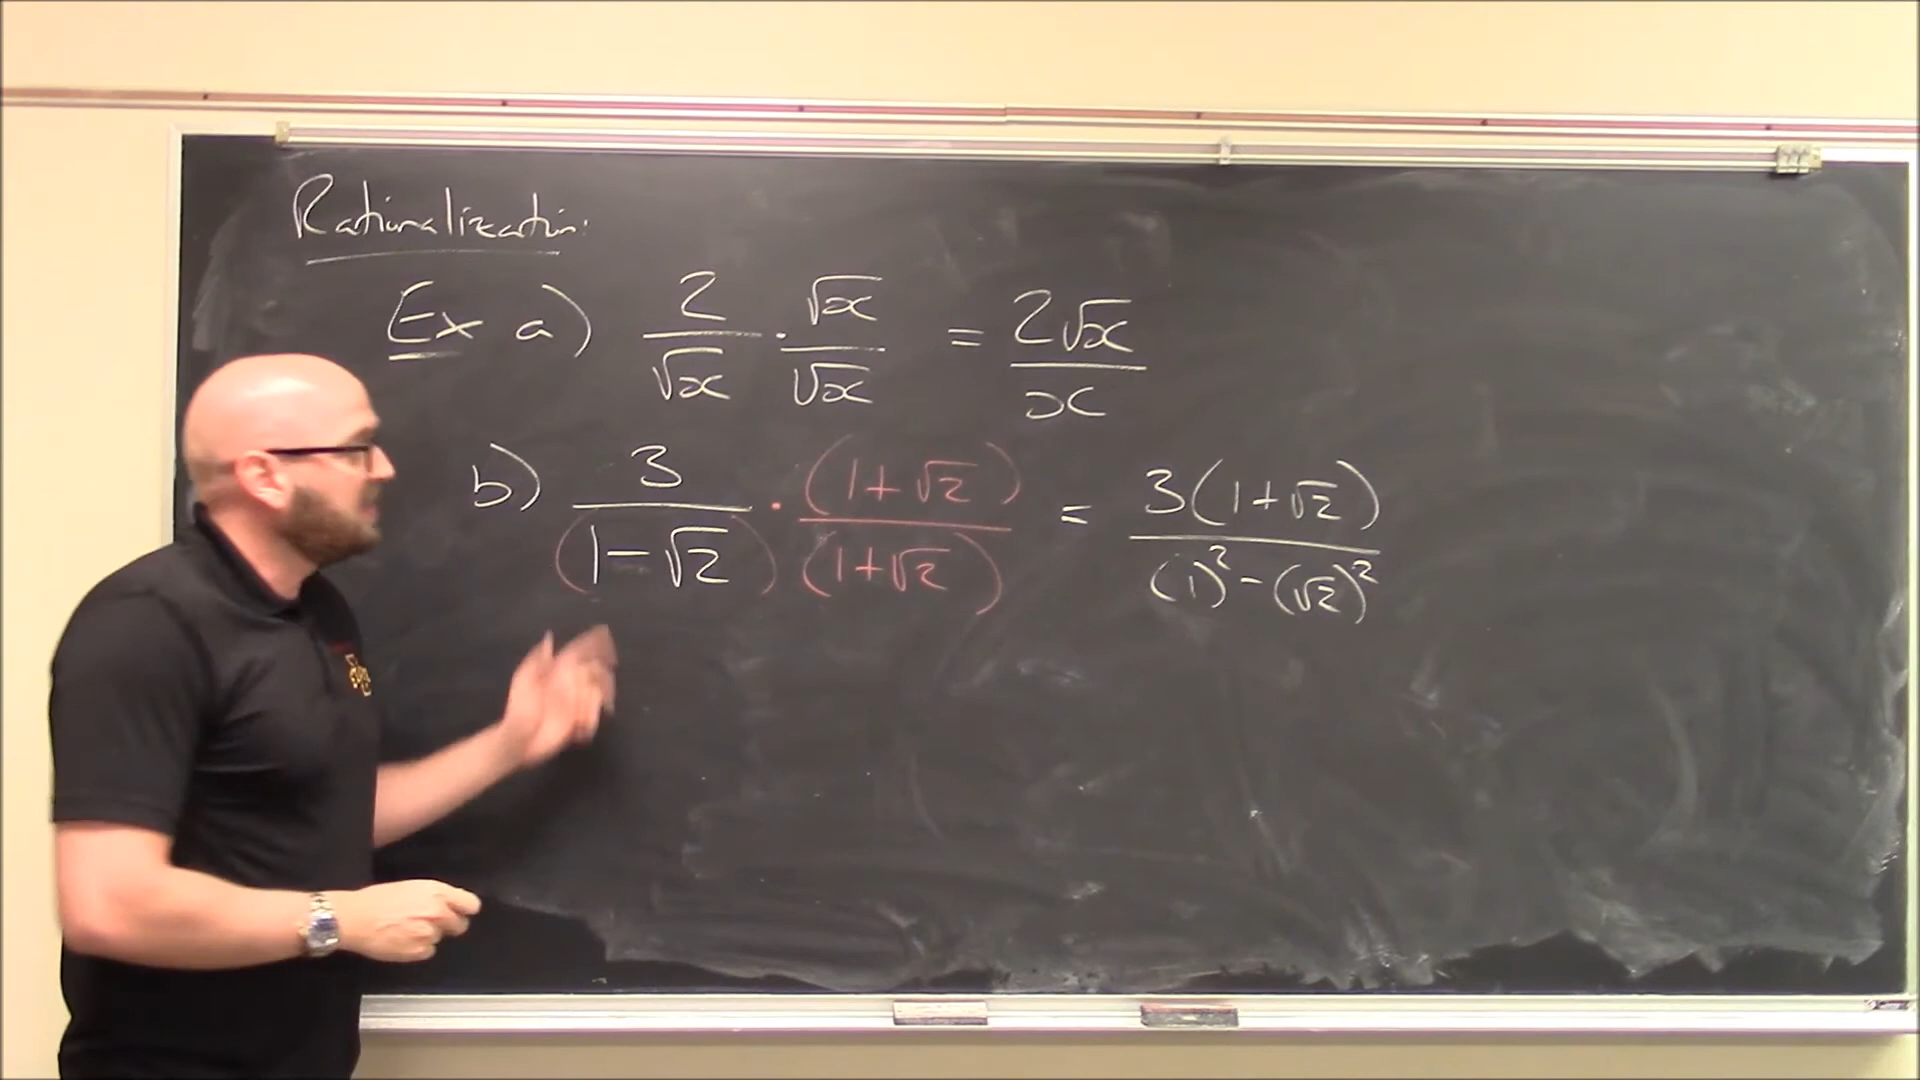 Rationalization:
Ex a) 2/√x · √x/√x = 2√x/x
b) 3/(1-√2) · (1+√2)/(1+√2) = 3(1+√2)/((1)²-(√2)²)